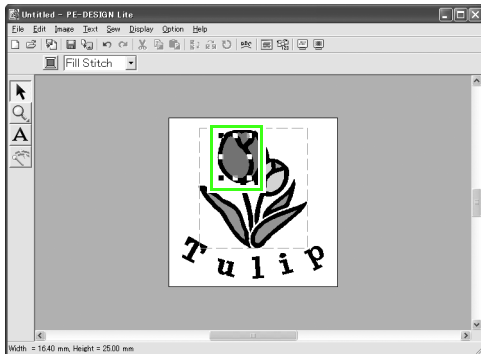 Untitled - PE-DESIGN Lite
File Edit Image Text Sew Display Option Help
Fill Stitch
A
Tulip
Width = 16.40 mm, Height = 25.00 mm